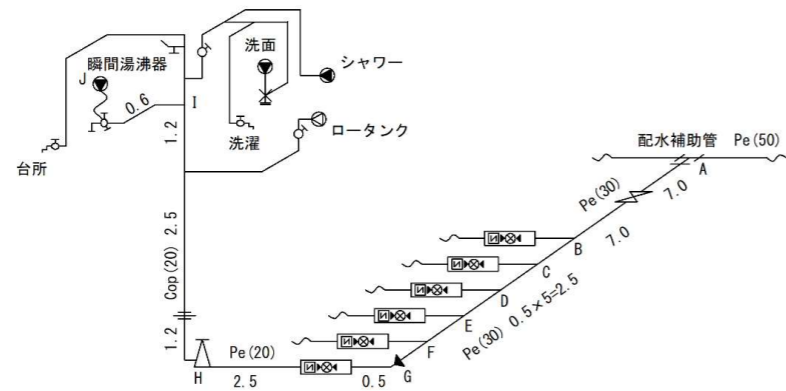 洗面
シャワー
瞬間湯沸器
J
0.6
I
1.2
台所
洗濯
ロータンク
配水補助管 Pe(50)
A
Pe(30)
7.0
7.0
B
C
D
E
F
G
Pe(30) 0.5×5=2.5
2.5
Cop(20)
1.2
H
Pe(20)
2.5
0.5